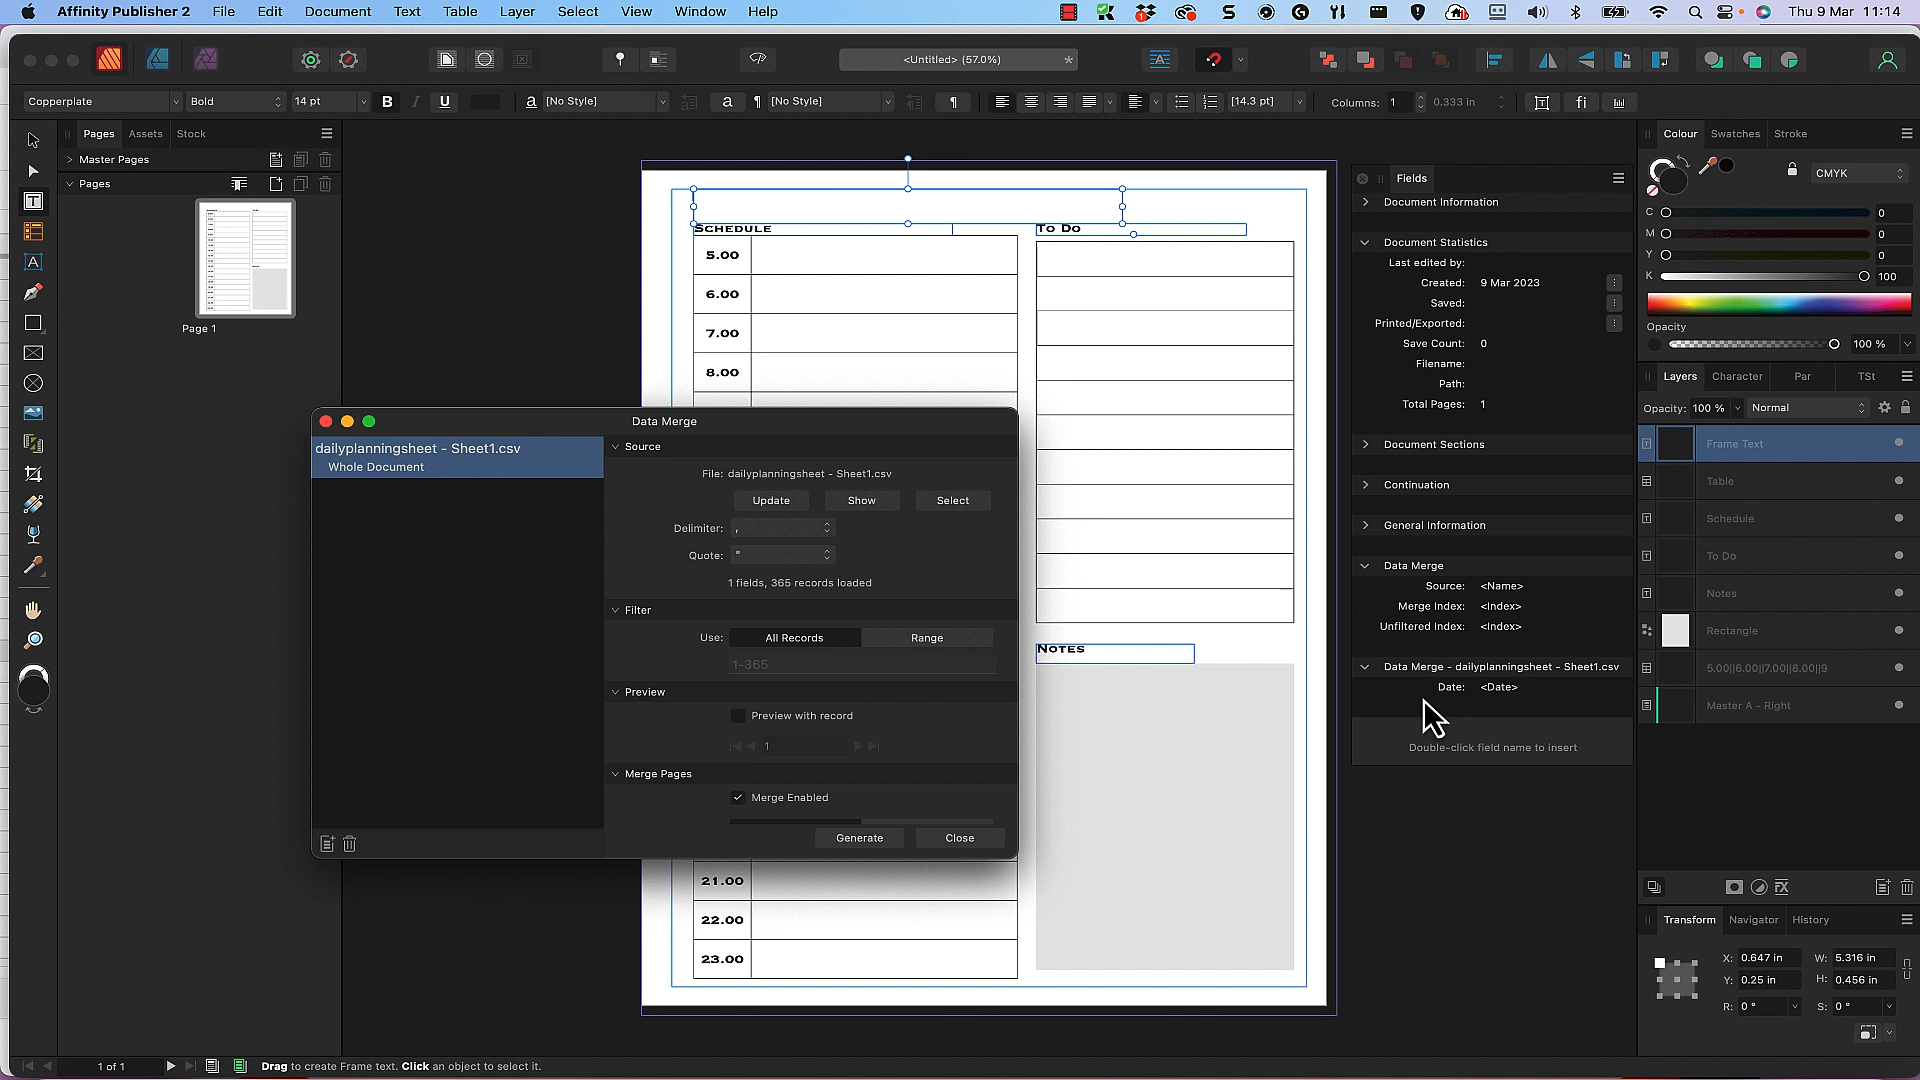 Affinity Publisher 2 File Edit Document Text Table Layer Select View Window Help Thu 9 Mar 11:14
<Untitled> (57.0%) *
Copperplate Bold 14 pt B I U a [No Style] a ¶ [No Style] ¶ [14.3 pt] Columns: 1 0.333 in fi
Pages Assets Stock
Master Pages
Pages
Page 1
Schedule
5.00
6.00
7.00
8.00
21.00
22.00
23.00
To Do
Notes
Data Merge
dailyplanningsheet - Sheet1.csv
Whole Document
Source
File: dailyplanningsheet - Sheet1.csv
Update Show Select
Delimiter: ,
Quote: "
1 fields, 365 records loaded
Filter
Use: All Records Range
1-365
Preview
Preview with record
1
Merge Pages
Merge Enabled
Generate Close
Fields
Document Information
Document Statistics
Last edited by:
Created: 9 Mar 2023
Saved:
Printed/Exported:
Save Count: 0
Filename:
Path:
Total Pages: 1
Document Sections
Continuation
General Information
Data Merge
Source: <Name>
Merge Index: <Index>
Unfiltered Index: <Index>
Data Merge - dailyplanningsheet - Sheet1.csv
Date: <Date>
Double-click field name to insert
Colour Swatches Stroke
CMYK
C 0
M 0
Y 0
K 100
Opacity
100 %
Layers Character Par TSt
Opacity: 100 % Normal
Frame Text
Table
Schedule
To Do
Notes
Rectangle
5.00||6.00||7.00||8.00||9
Master A - Right
Transform Navigator History
X: 0.647 in W: 5.316 in
Y: 0.25 in H: 0.456 in
R: 0 ° S: 0 °
1 of 1 Drag to create Frame text. Click an object to select it.